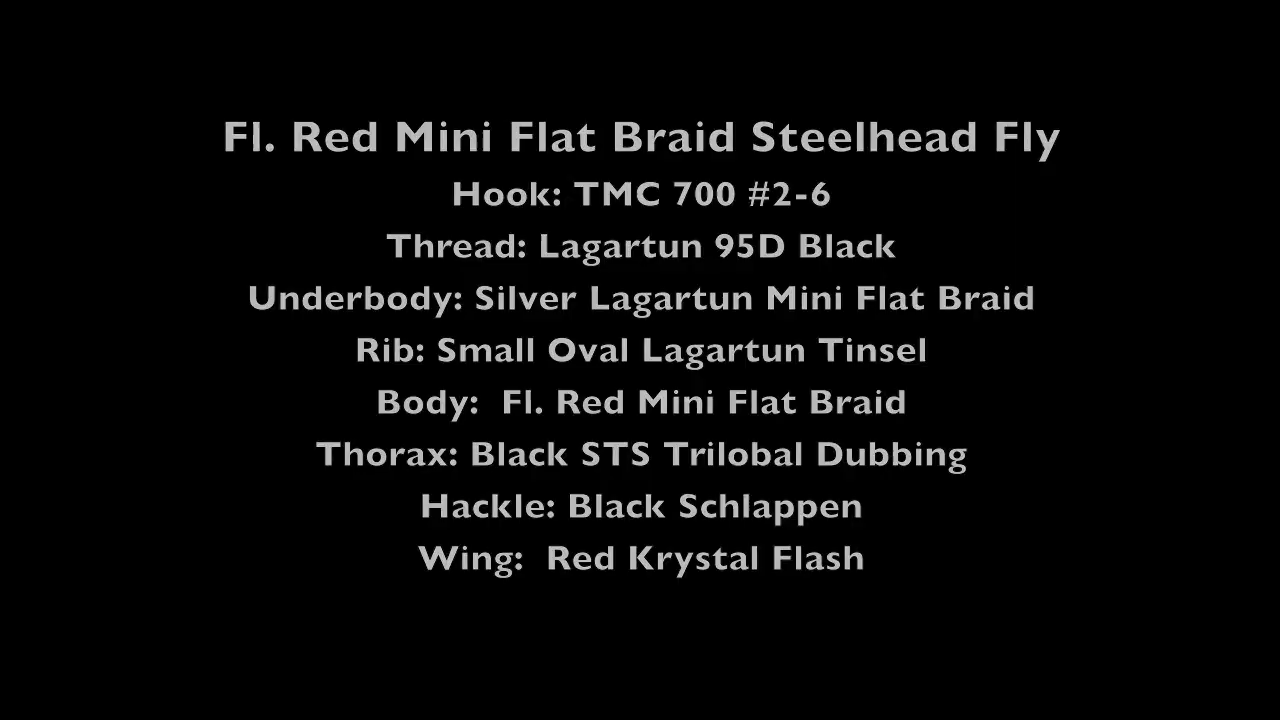 Fl. Red Mini Flat Braid Steelhead Fly
Hook: TMC 700 #2-6
Thread: Lagartun 95D Black
Underbody: Silver Lagartun Mini Flat Braid
Rib: Small Oval Lagartun Tinsel
Body:  Fl. Red Mini Flat Braid
Thorax: Black STS Trilobal Dubbing
Hackle: Black Schlappen
Wing:  Red Krystal Flash